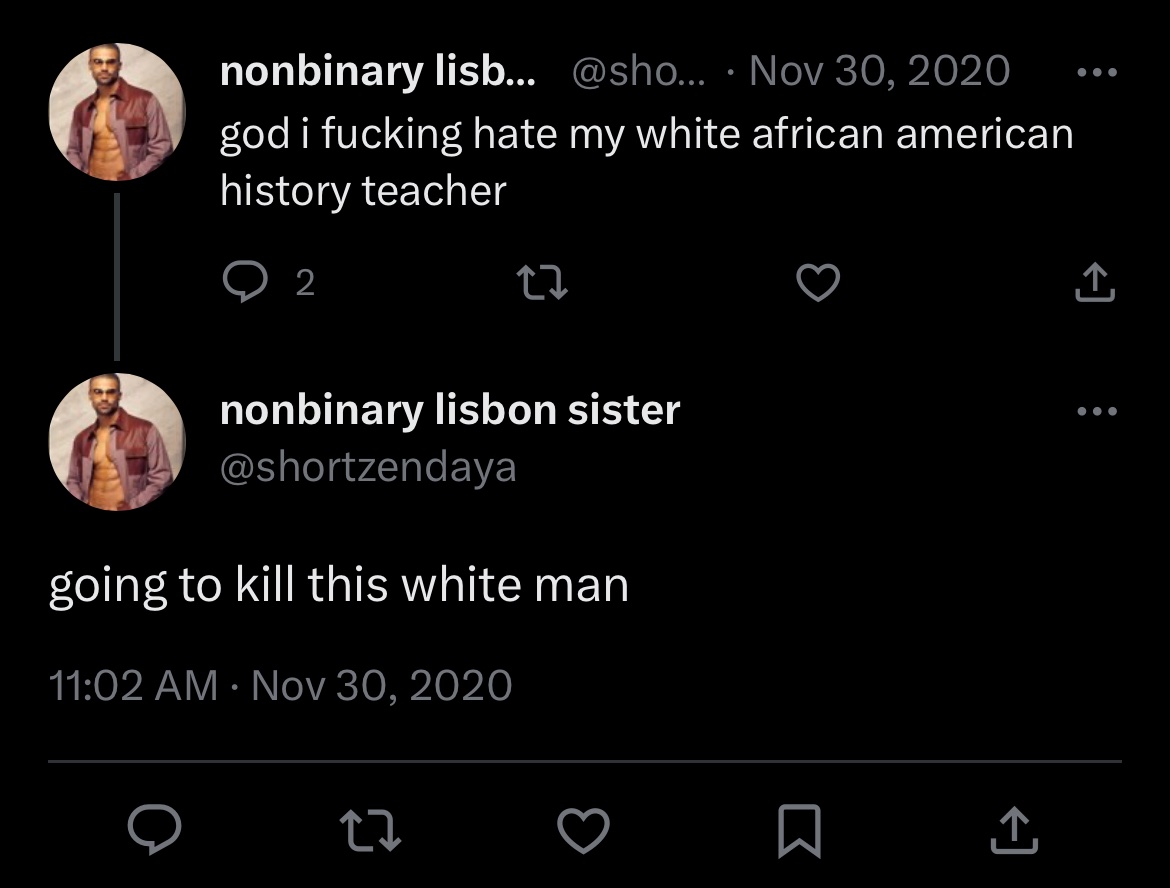 nonbinary lisb... @sho... · Nov 30, 2020
god i fucking hate my white african american
history teacher
2
nonbinary lisbon sister
@shortzendaya
going to kill this white man
11:02 AM · Nov 30, 2020